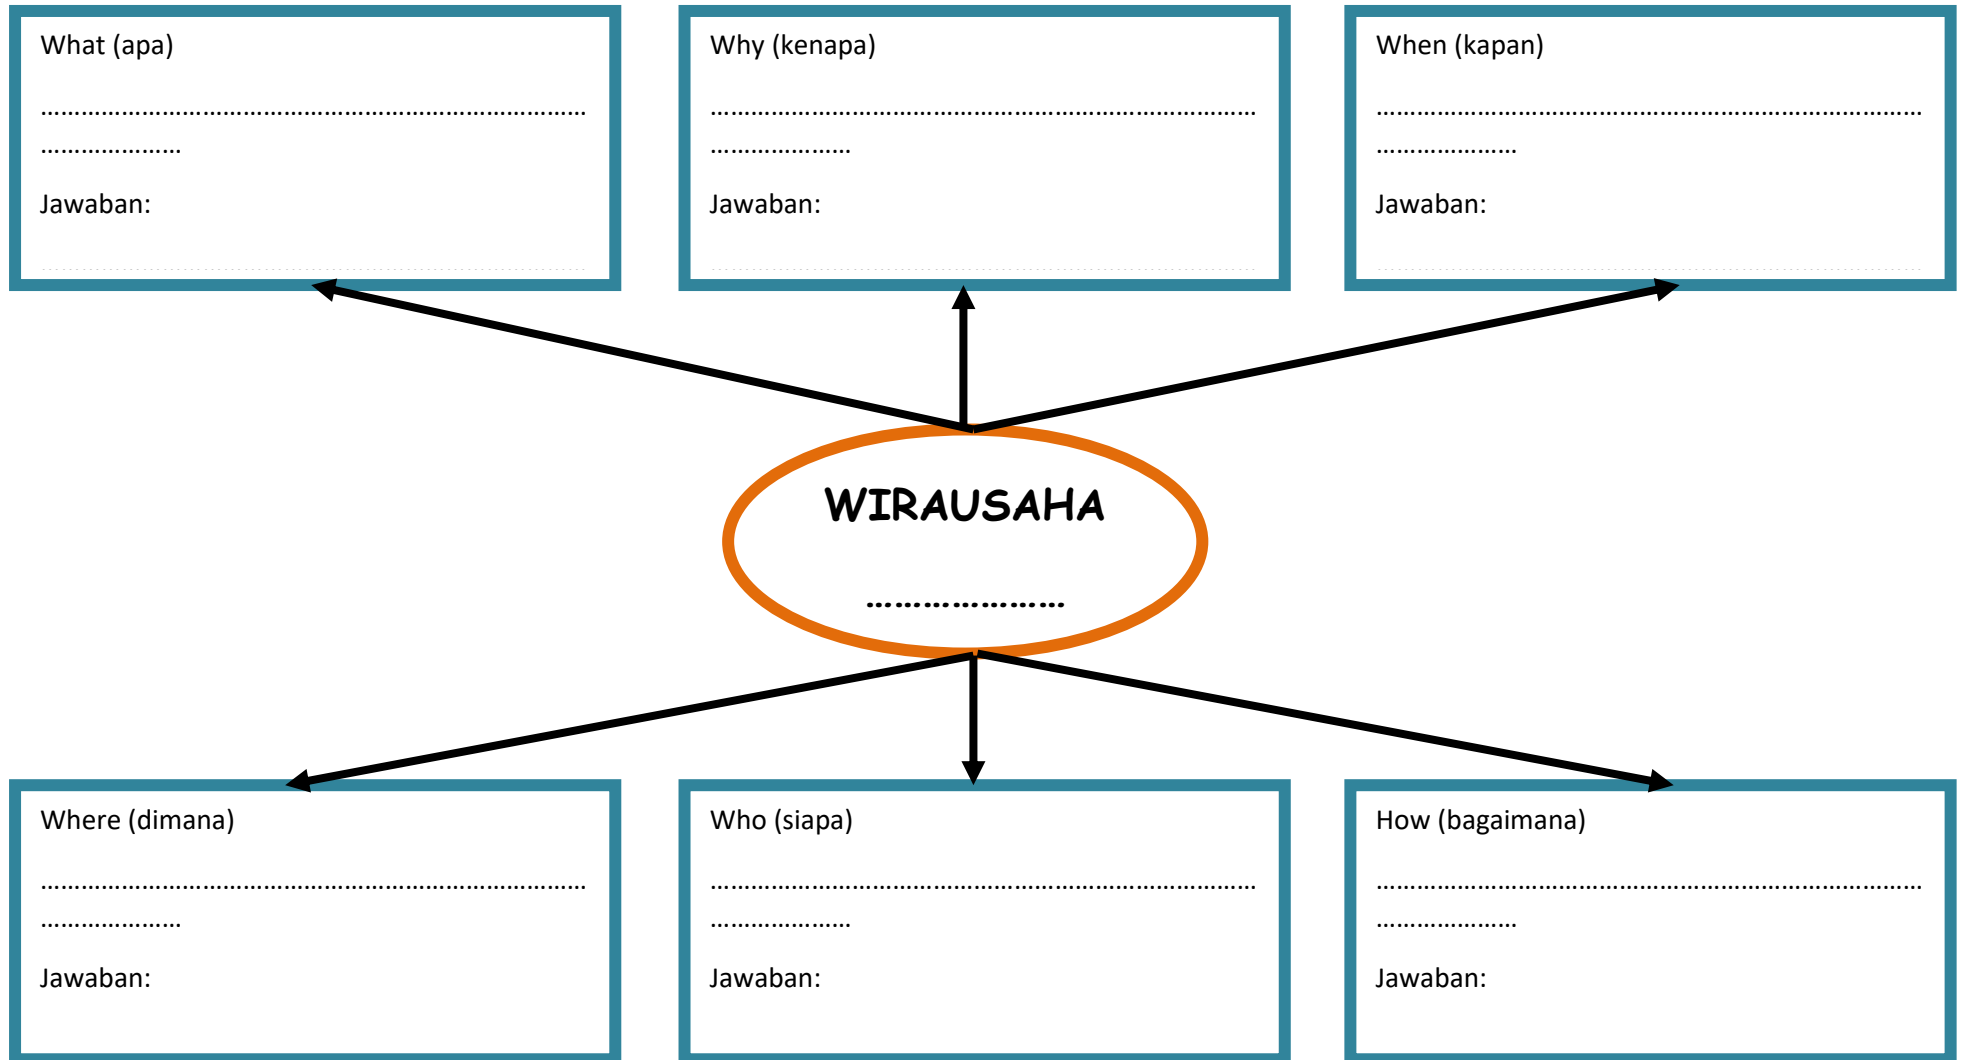 What (apa)
………………………………………………………………………
…………………
Jawaban:
………………………………………………………………………
Why (kenapa)
………………………………………………………………………
…………………
Jawaban:
………………………………………………………………………
When (kapan)
………………………………………………………………………
…………………
Jawaban:
………………………………………………………………………
WIRAUSAHA
…………………
Where (dimana)
………………………………………………………………………
…………………
Jawaban:
Who (siapa)
………………………………………………………………………
…………………
Jawaban:
How (bagaimana)
………………………………………………………………………
…………………
Jawaban: